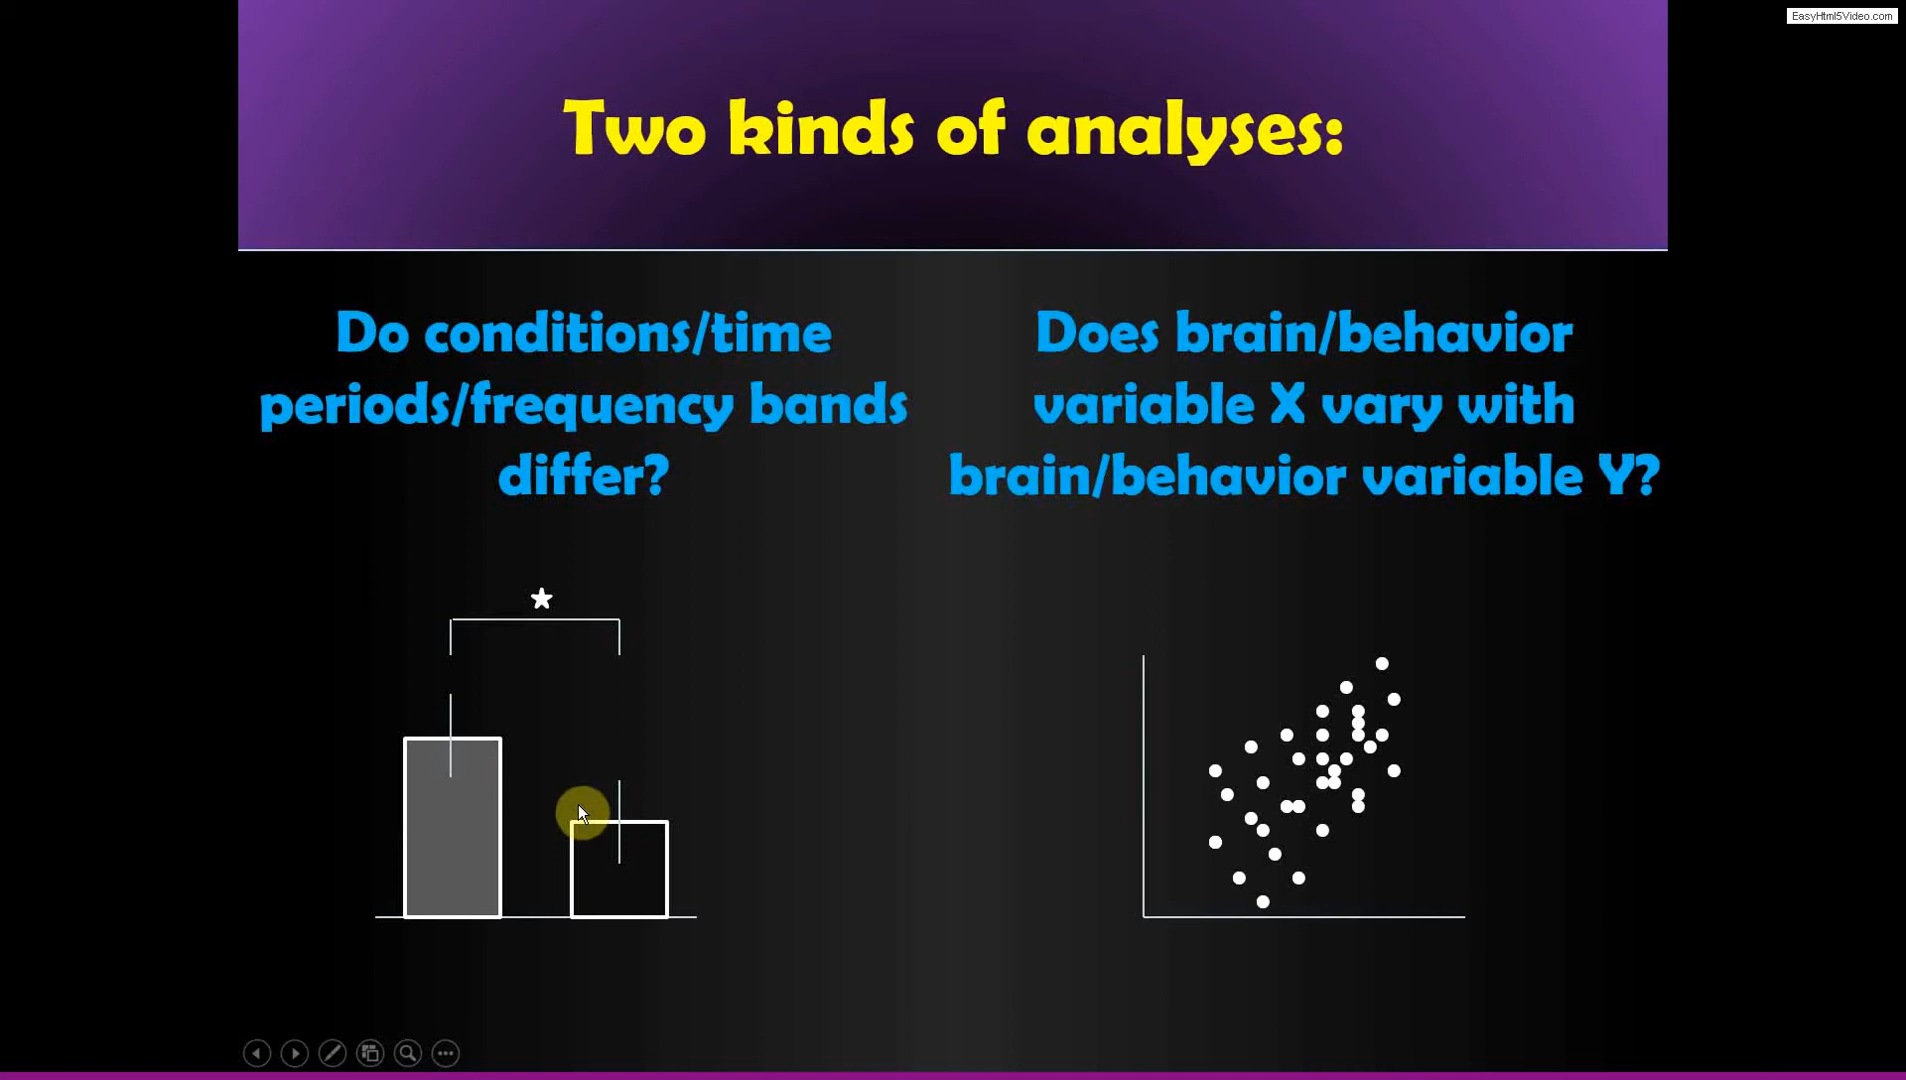 EasyHtml5Video.com
Two kinds of analyses:
Do conditions/time
periods/frequency bands
differ?
Does brain/behavior
variable X vary with
brain/behavior variable Y?
*